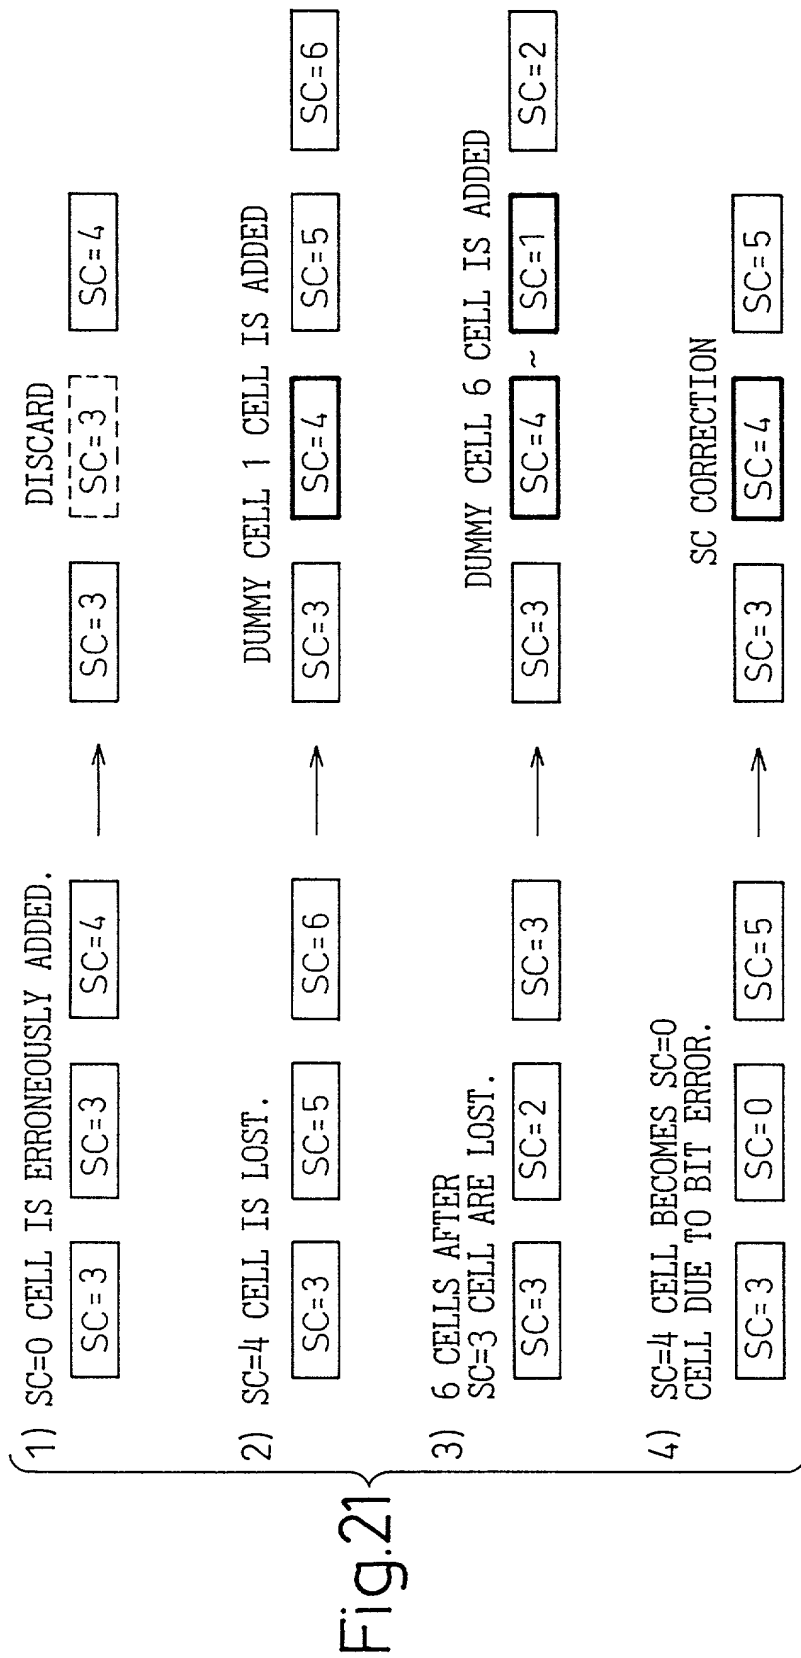 Fig.21
1) SC=0 CELL IS ERRONEOUSLY ADDED.
SC=3 SC=3 SC=4
DISCARD
SC=3 SC=3 SC=4
2) SC=4 CELL IS LOST.
SC=3 SC=5 SC=6
DUMMY CELL 1 CELL IS ADDED
SC=3 SC=4 SC=5 SC=6
3) 6 CELLS AFTER
SC=3 CELL ARE LOST.
SC=3 SC=2 SC=3
DUMMY CELL 6 CELL IS ADDED
SC=3 SC=4 ~ SC=1 SC=2
4) SC=4 CELL BECOMES SC=0
CELL DUE TO BIT ERROR.
SC=3 SC=0 SC=5
SC CORRECTION
SC=3 SC=4 SC=5